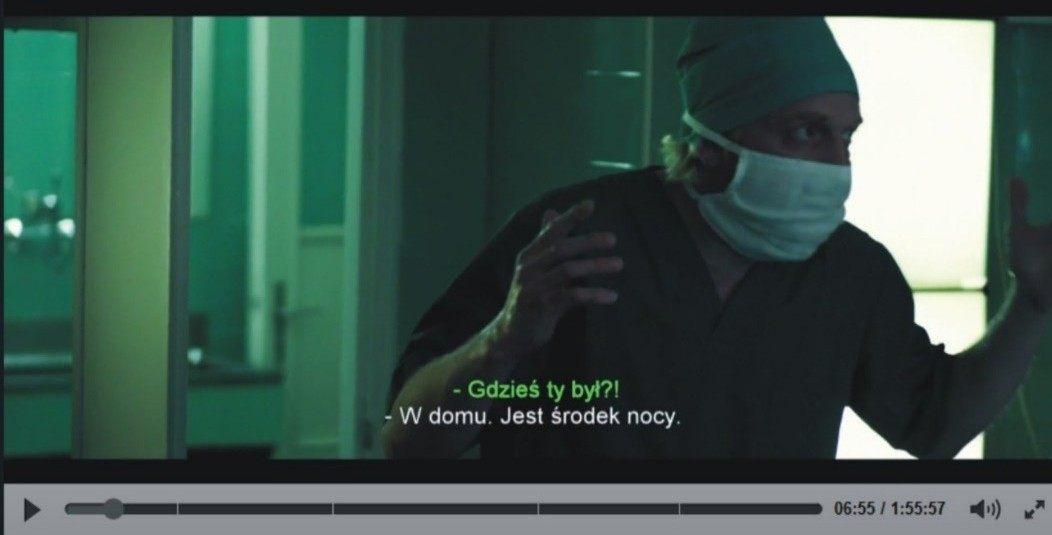 - Gdzieś ty był?!
- W domu. Jest środek nocy.
06:55 / 1:55:57